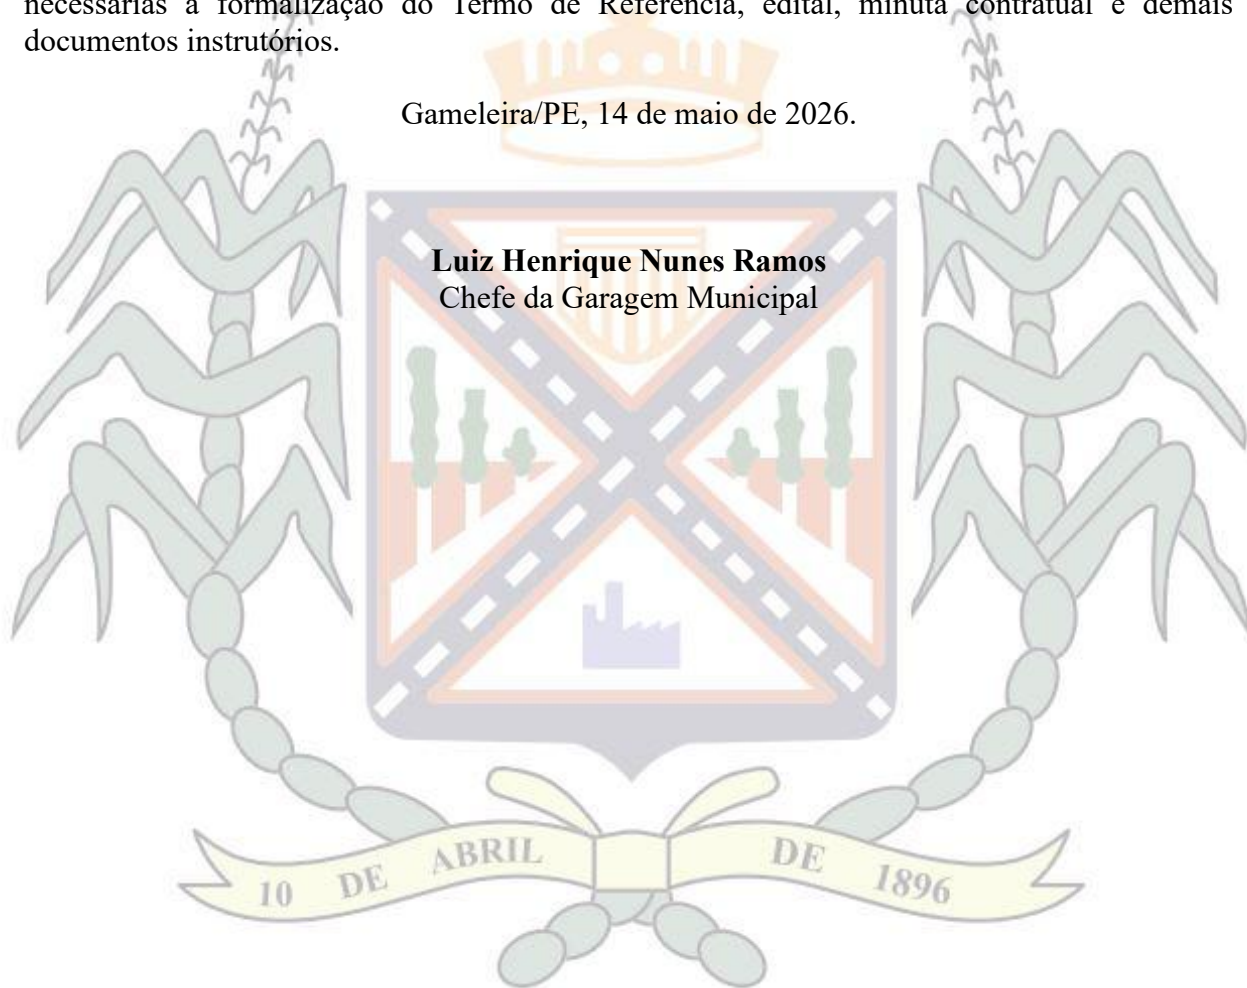 necessárias à formalização do Termo de Referência, edital, minuta contratual e demais
documentos instrutórios.
Gameleira/PE, 14 de maio de 2026.
Luiz Henrique Nunes Ramos
Chefe da Garagem Municipal
10 DE ABRIL DE 1896